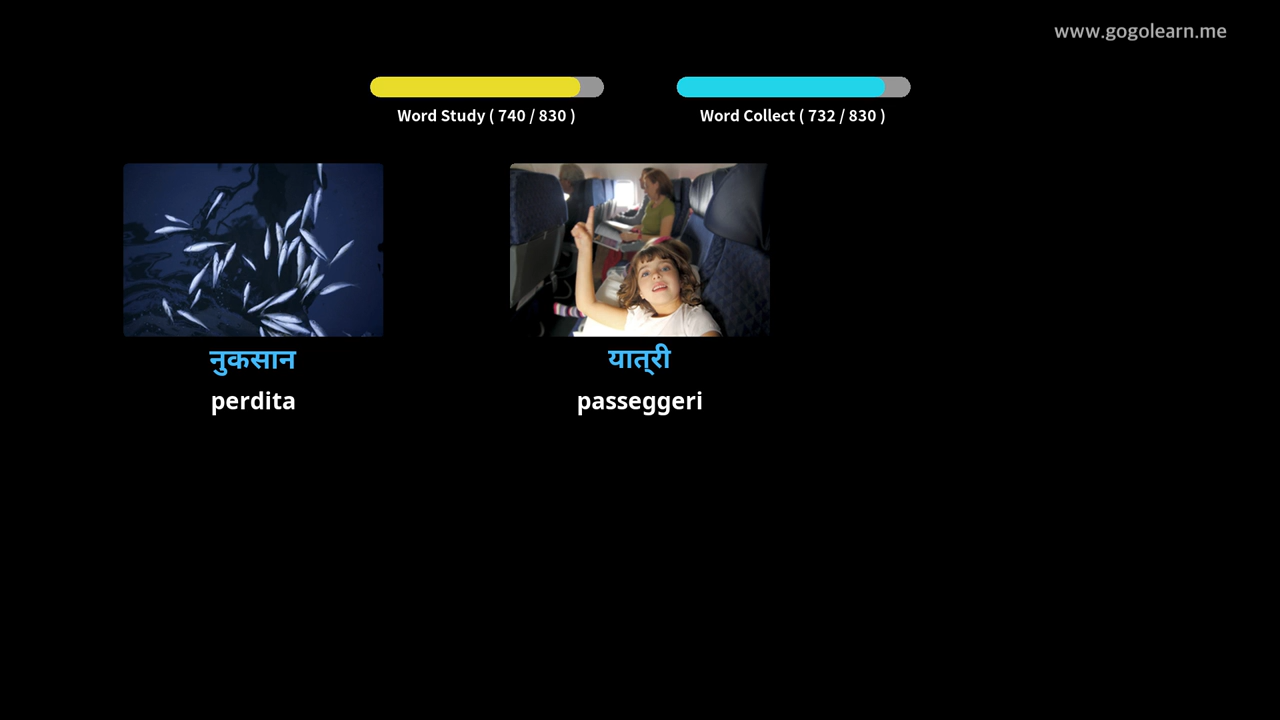 www.gogolearn.me
Word Study ( 740 / 830 )
Word Collect ( 732 / 830 )
नुकसान
यात्री
perdita
passeggeri